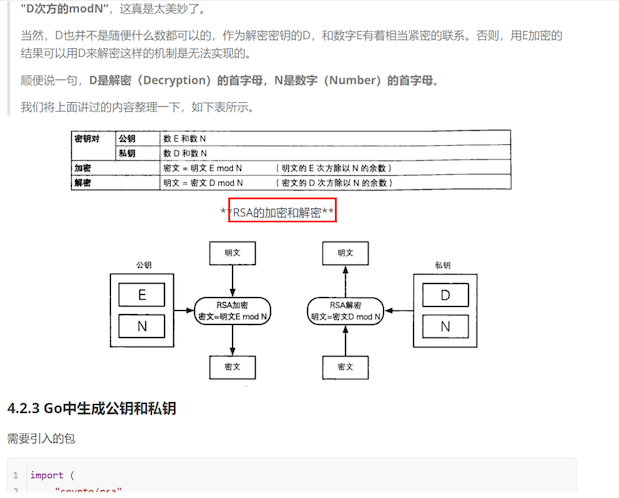 "D次方的modN”，这真是太美妙了。
当然，D也并不是随便什么数都可以的，作为解密密钥的D，和数字E有着相当紧密的联系。否则，用E加密的
结果可以用D来解密这样的机制是无法实现的。
顺便说一句，D是解密（Decryption）的首字母，N是数字（Number）的首字母。
我们将上面讲过的内容整理一下，如下表所示。
密钥对 公钥 数 E 和数 N
私钥 数 D 和数 N
加密 密文 = 明文 E mod N （明文的 E 次方除以 N 的余数）
解密 明文 = 密文 D mod N （密文的 D 次方除以 N 的余数）
**RSA的加密和解密**
明文 明文
公钥 私钥
E RSA加密 RSA解密 D
密文=明文E mod N 明文=密文D mod N
N N
密文 密文
4.2.3 Go中生成公钥和私钥
需要引入的包
1 import (
2 "crypto/rsa"